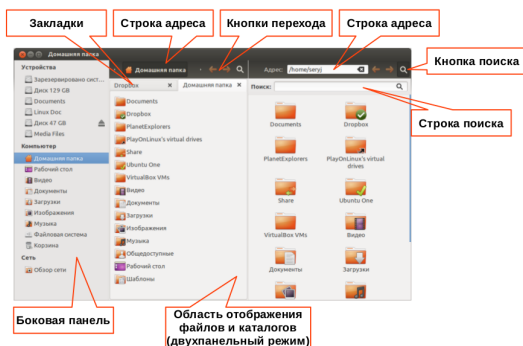 Закладки
Строка адреса
Кнопки перехода
Строка адреса
Домашняя папка
Кнопка поиска
Устройства
Зарезервировано сист...
Диск 129 GB
Documents
Linux Doc
Диск 47 GB
Media Files
Компьютер
Домашняя папка
Рабочий стол
Видео
Документы
Загрузки
Изображения
Музыка
Файловая система
Корзина
Сеть
Обзор сети
Домашняя папка
Dropbox
Домашняя папка
Documents
Dropbox
PlanetExplorers
PlayOnLinux's virtual drives
Share
Ubuntu One
VirtualBox VMs
Видео
Документы
Загрузки
Изображения
Музыка
Общедоступные
Рабочий стол
Шаблоны
Адрес: /home/seryj
Поиск:
Строка поиска
Documents
Dropbox
PlanetExplorers
PlayOnLinux's virtual
drives
Share
Ubuntu One
VirtualBox VMs
Видео
Документы
Загрузки
Боковая панель
Область отображения
файлов и каталогов
(двухпанельный режим)